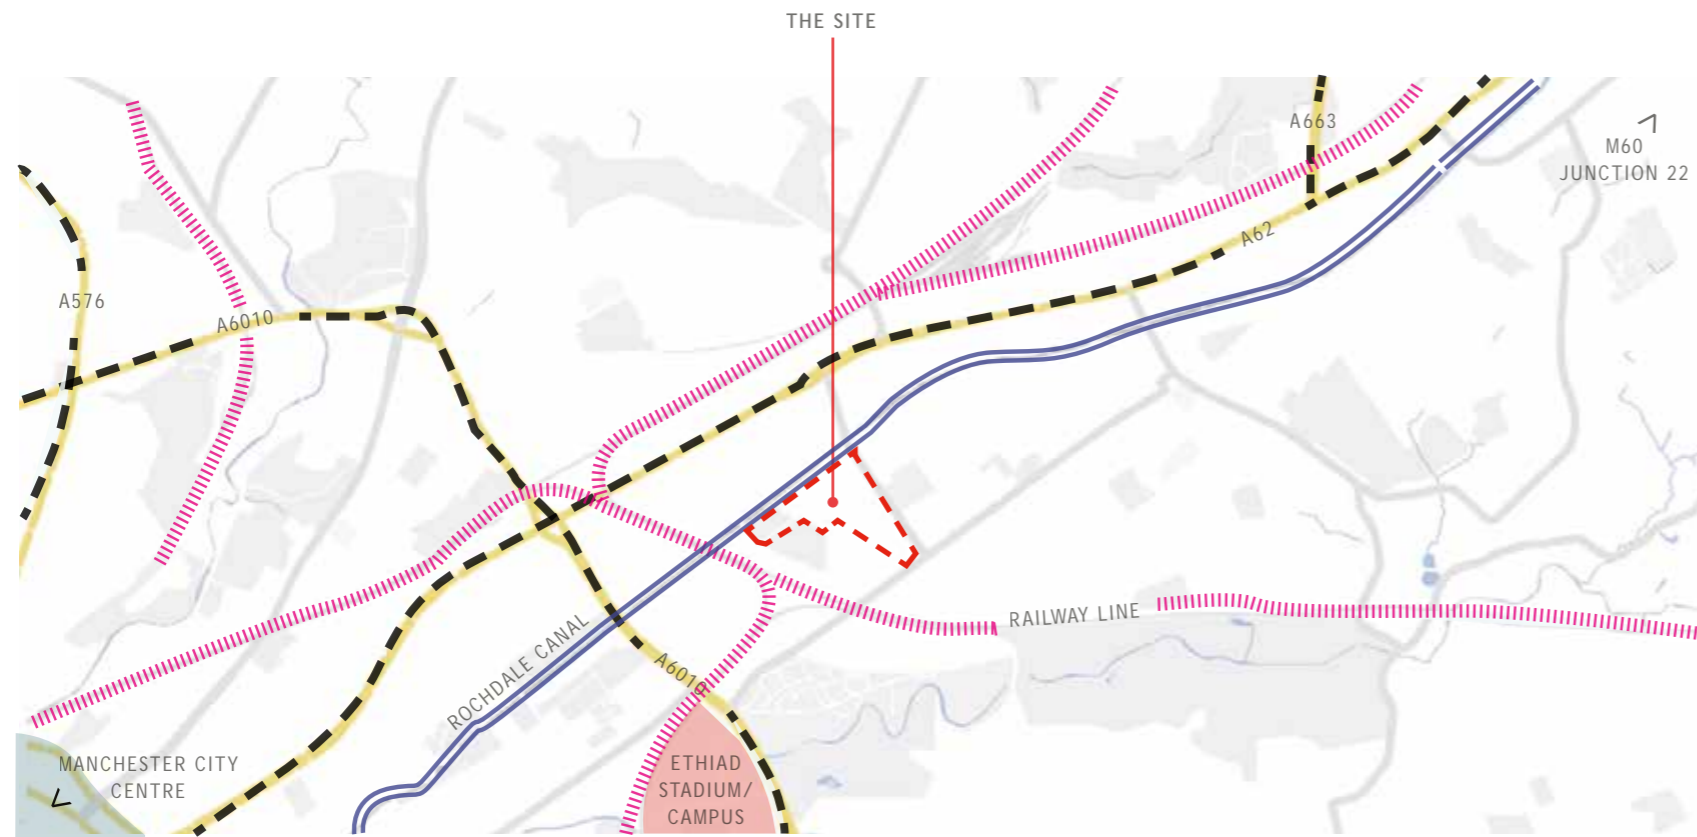 THE SITE
A663
M60
JUNCTION 22
A62
A576
A6010
RAILWAY LINE
ROCHDALE CANAL
A6010
MANCHESTER CITY
CENTRE
ETHIAD
STADIUM/
CAMPUS